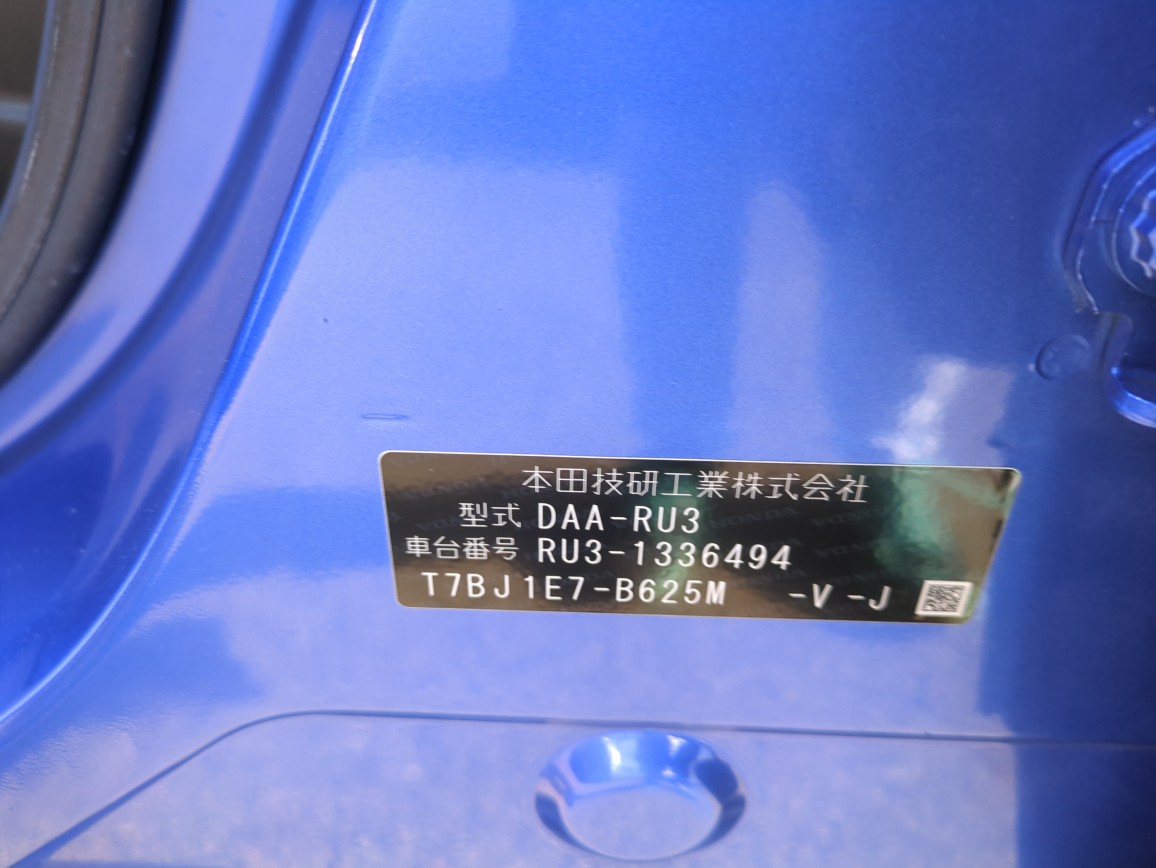 本田技研工業株式会社
型式 DAA-RU3
車台番号 RU3-1336494
T7BJ1E7-B625M -V -J